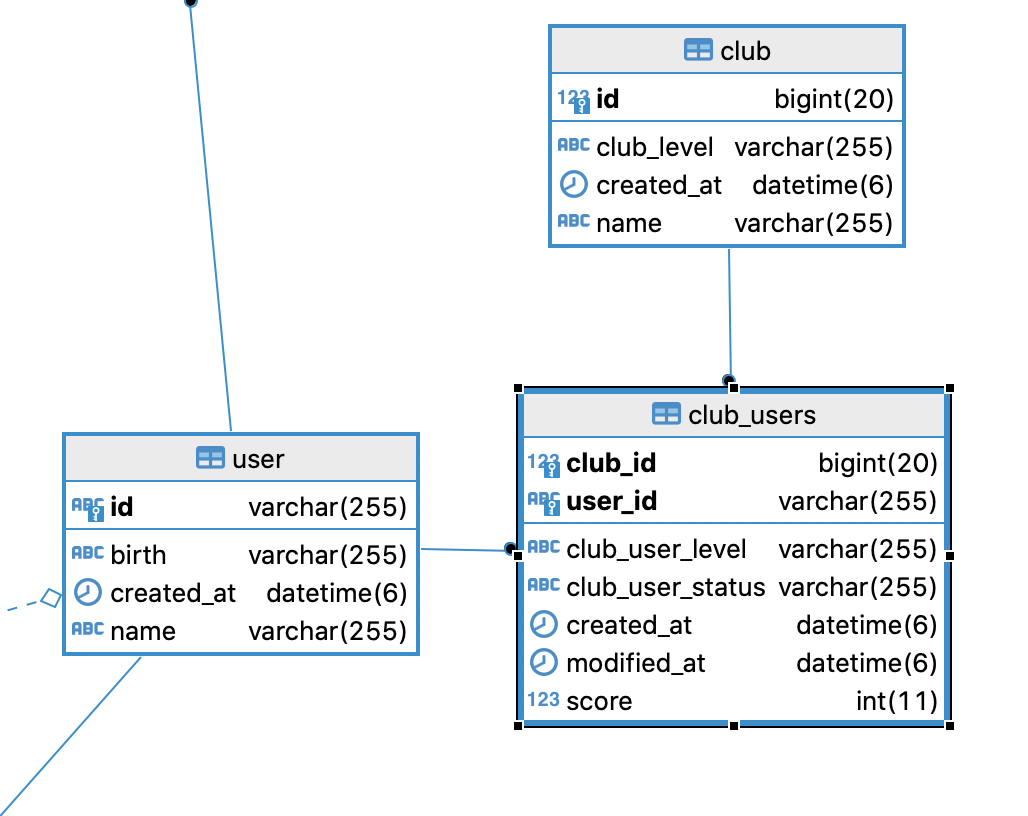 club
123 id bigint(20)
ABC club_level varchar(255)
created_at datetime(6)
ABC name varchar(255)
user
ABC id varchar(255)
ABC birth varchar(255)
created_at datetime(6)
ABC name varchar(255)
club_users
123 club_id bigint(20)
ABC user_id varchar(255)
ABC club_user_level varchar(255)
ABC club_user_status varchar(255)
created_at datetime(6)
modified_at datetime(6)
123 score int(11)